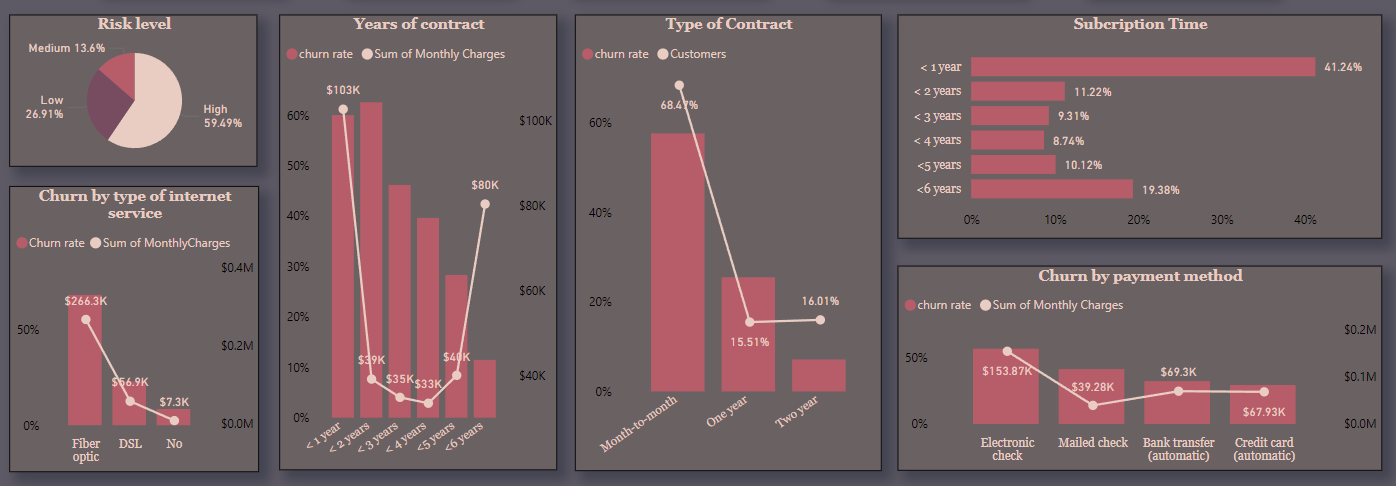 Risk level
Medium 13.6%
Low
26.91%
High
59.49%
Churn by type of internet
service
Churn rate
Sum of MonthlyCharges
$0.4M
$0.2M
$0.0M
50%
0%
$266.3K
$56.9K
$7.3K
Fiber
optic
DSL
No
Years of contract
churn rate
Sum of Monthly Charges
60%
50%
40%
30%
20%
10%
0%
$100K
$80K
$60K
$40K
$103K
$39K
$35K
$33K
$40K
$80K
< 1 year
< 2 years
< 3 years
< 4 years
<5 years
<6 years
Type of Contract
churn rate
Customers
60%
40%
20%
0%
68.47%
15.51%
16.01%
Month-to-month
One year
Two year
Subcription Time
< 1 year
41.24%
< 2 years
11.22%
< 3 years
9.31%
< 4 years
8.74%
<5 years
10.12%
<6 years
19.38%
0%
10%
20%
30%
40%
Churn by payment method
churn rate
Sum of Monthly Charges
50%
0%
$0.2M
$0.1M
$0.0M
$153.87K
$39.28K
$69.3K
$67.93K
Electronic
check
Mailed check
Bank transfer
(automatic)
Credit card
(automatic)